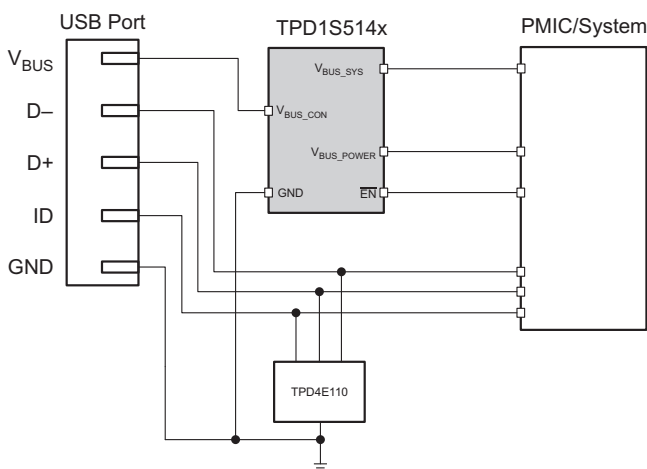 USB Port
TPD1S514x
PMIC/System
VBUS
D–
D+
ID
GND
VBUS_SYS
VBUS_CON
VBUS_POWER
GND
EN
TPD4E110